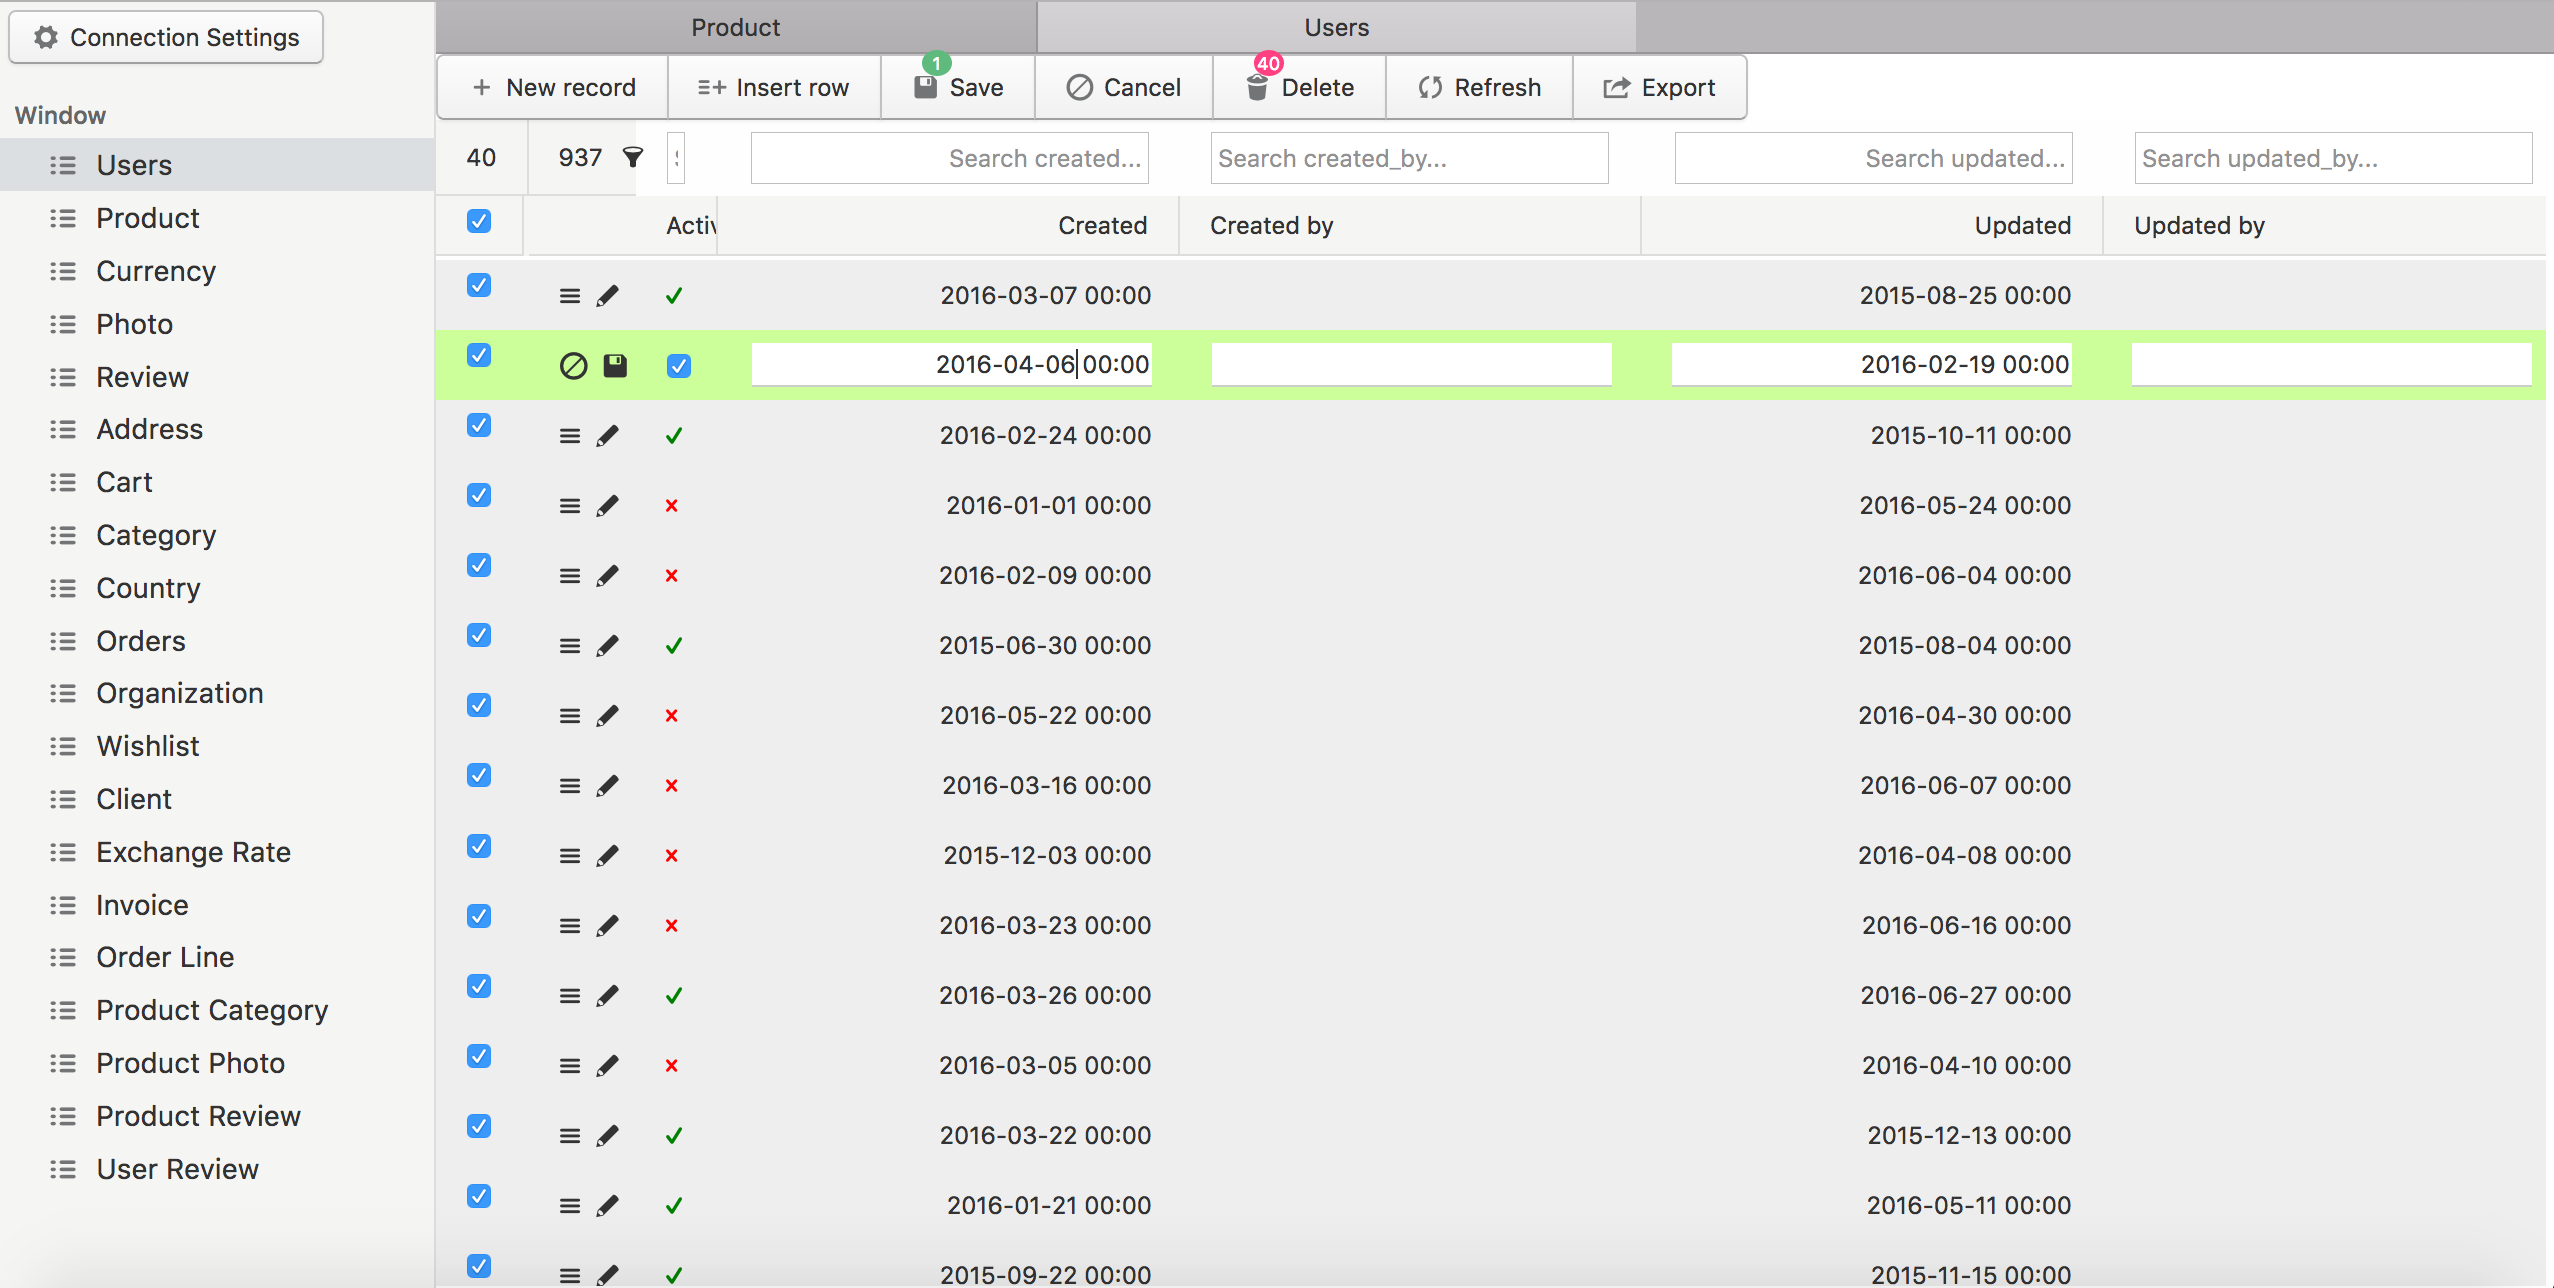 Connection Settings
Window
Users
Product
Currency
Photo
Review
Address
Cart
Category
Country
Orders
Organization
Wishlist
Client
Exchange Rate
Invoice
Order Line
Product Category
Product Photo
Product Review
User Review
Product Users
New record Insert row 1 Save Cancel 40 Delete Refresh Export
40 937 Search created... Search created_by... Search updated... Search updated_by...
Activ Created Created by Updated Updated by
2016-03-07 00:00 2015-08-25 00:00
2016-04-06 00:00 2016-02-19 00:00
2016-02-24 00:00 2015-10-11 00:00
2016-01-01 00:00 2016-05-24 00:00
2016-02-09 00:00 2016-06-04 00:00
2015-06-30 00:00 2015-08-04 00:00
2016-05-22 00:00 2016-04-30 00:00
2016-03-16 00:00 2016-06-07 00:00
2015-12-03 00:00 2016-04-08 00:00
2016-03-23 00:00 2016-06-16 00:00
2016-03-26 00:00 2016-06-27 00:00
2016-03-05 00:00 2016-04-10 00:00
2016-03-22 00:00 2015-12-13 00:00
2016-01-21 00:00 2016-05-11 00:00
2015-09-22 00:00 2015-11-15 00:00